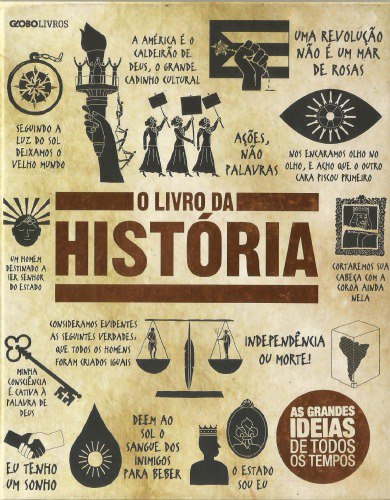 GLOBOLIVROS
A AMÉRICA É O
CALDEIRÃO DE
DEUS, O GRANDE
CADINHO CULTURAL
UMA REVOLUÇÃO
NÃO É UM MAR
DE ROSAS
SEGUINDO A
LUZ DO SOL
DEIXAMOS O
VELHO MUNDO
AÇÕES,
NÃO
PALAVRAS
NOS ENCARAMOS OLHO NO
OLHO, E ACHO QUE O OUTRO
CARA PISCOU PRIMEIRO
O LIVRO DA
HISTÓRIA
UM HOMEM
DESTINADO A
SER SENHOR
DO ESTADO
CORTAREMOS SUA
CABEÇA COM A
COROA AINDA
NELA
CONSIDERAMOS EVIDENTES
AS SEGUINTES VERDADES,
QUE TODOS OS HOMENS
FORAM CRIADOS IGUAIS
INDEPENDÊNCIA
OU MORTE!
MINHA
CONSCIÊNCIA
É CATIVA À
PALAVRA DE
DEUS
DEEM AO
SOL O
SANGUE DOS
INIMIGOS
PARA BEBER
AS GRANDES
IDEIAS
DE TODOS
OS TEMPOS
EU TENHO
UM SONHO
O ESTADO
SOU EU